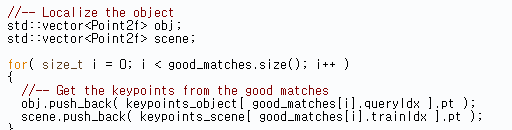 //-- Localize the object
std::vector<Point2f> obj;
std::vector<Point2f> scene;
for( size_t i = 0; i < good_matches.size(); i++ )
{
//-- Get the keypoints from the good matches
obj.push_back( keypoints_object[ good_matches[i].queryIdx ].pt );
scene.push_back( keypoints_scene[ good_matches[i].trainIdx ].pt );
}